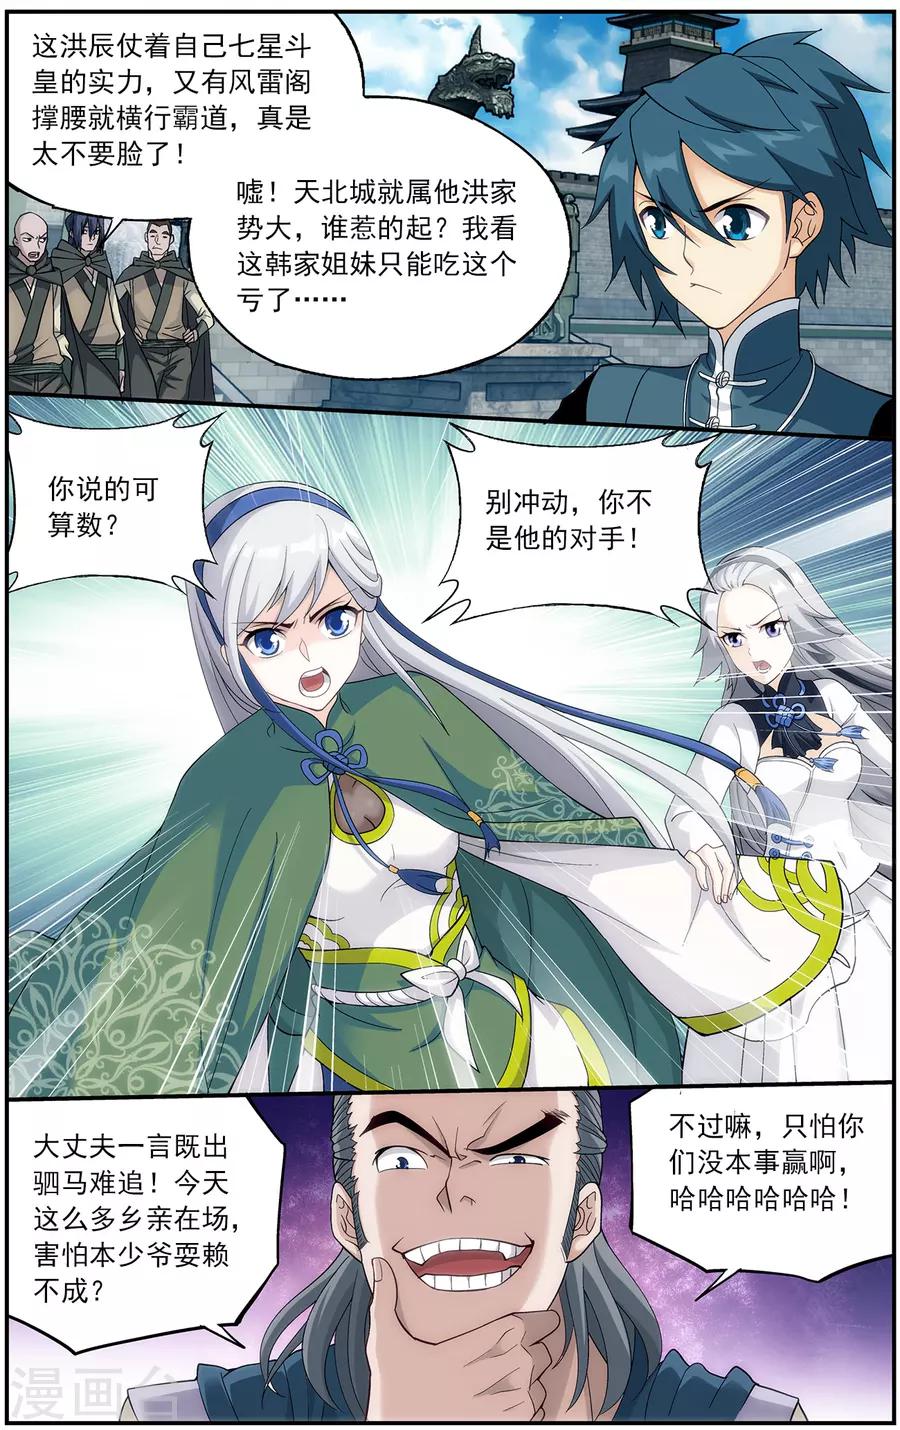 这洪辰仗着自己七星斗
皇的实力，又有风雷阁
撑腰就横行霸道，真是
太不要脸了！
嘘！天北城就属他洪家
势大，谁惹的起？我看
这韩家姐妹只能吃这个
亏了……
你说的可
算数？
别冲动，你不
是他的对手！
大丈夫一言既出
驷马难追！今天
这么多乡亲在场，
害怕本少爷耍赖
不成？
不过嘛，只怕你
们没本事赢啊，
哈哈哈哈哈哈！
漫画台